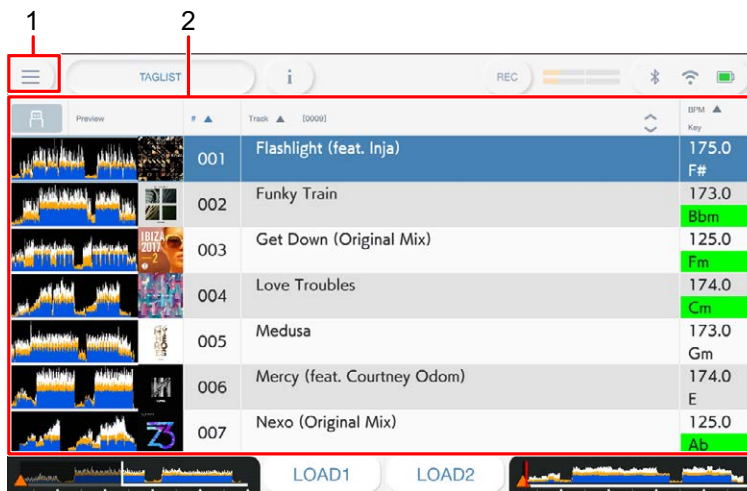 1
2
TAGLIST
i
REC
Preview
# ▲
Track ▲ [0009]
BPM ▲
Key
001
Flashlight (feat. Inja)
175.0
F#
002
Funky Train
173.0
Bbm
IBIZA
2017
—2
003
Get Down (Original Mix)
125.0
Fm
004
Love Troubles
174.0
Cm
005
Medusa
173.0
Gm
006
Mercy (feat. Courtney Odom)
174.0
E
007
Nexo (Original Mix)
125.0
Ab
LOAD1
LOAD2